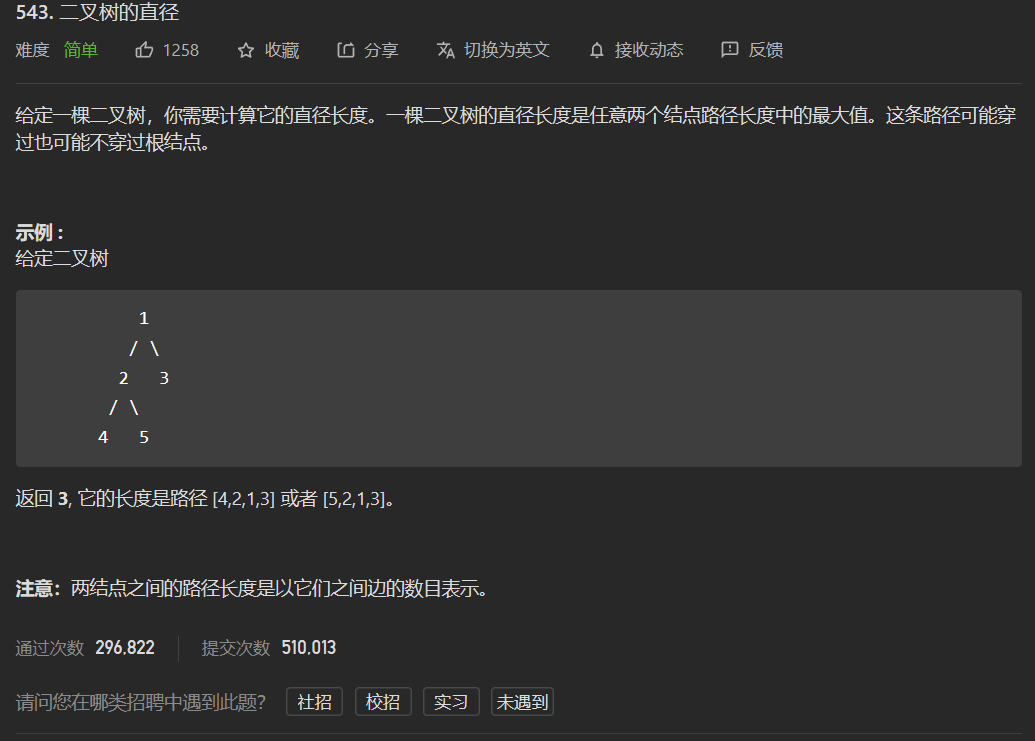 543. 二叉树的直径
难度 简单 1258 收藏 分享 切换为英文 接收动态 反馈
给定一棵二叉树，你需要计算它的直径长度。一棵二叉树的直径长度是任意两个结点路径长度中的最大值。这条路径可能穿
过也可能不穿过根结点。
示例 :
给定二叉树
1
/ \
2 3
/ \
4 5
返回 3, 它的长度是路径 [4,2,1,3] 或者 [5,2,1,3]。
注意：两结点之间的路径长度是以它们之间边的数目表示。
通过次数 296,822 提交次数 510,013
请问您在哪类招聘中遇到此题？ 社招 校招 实习 未遇到